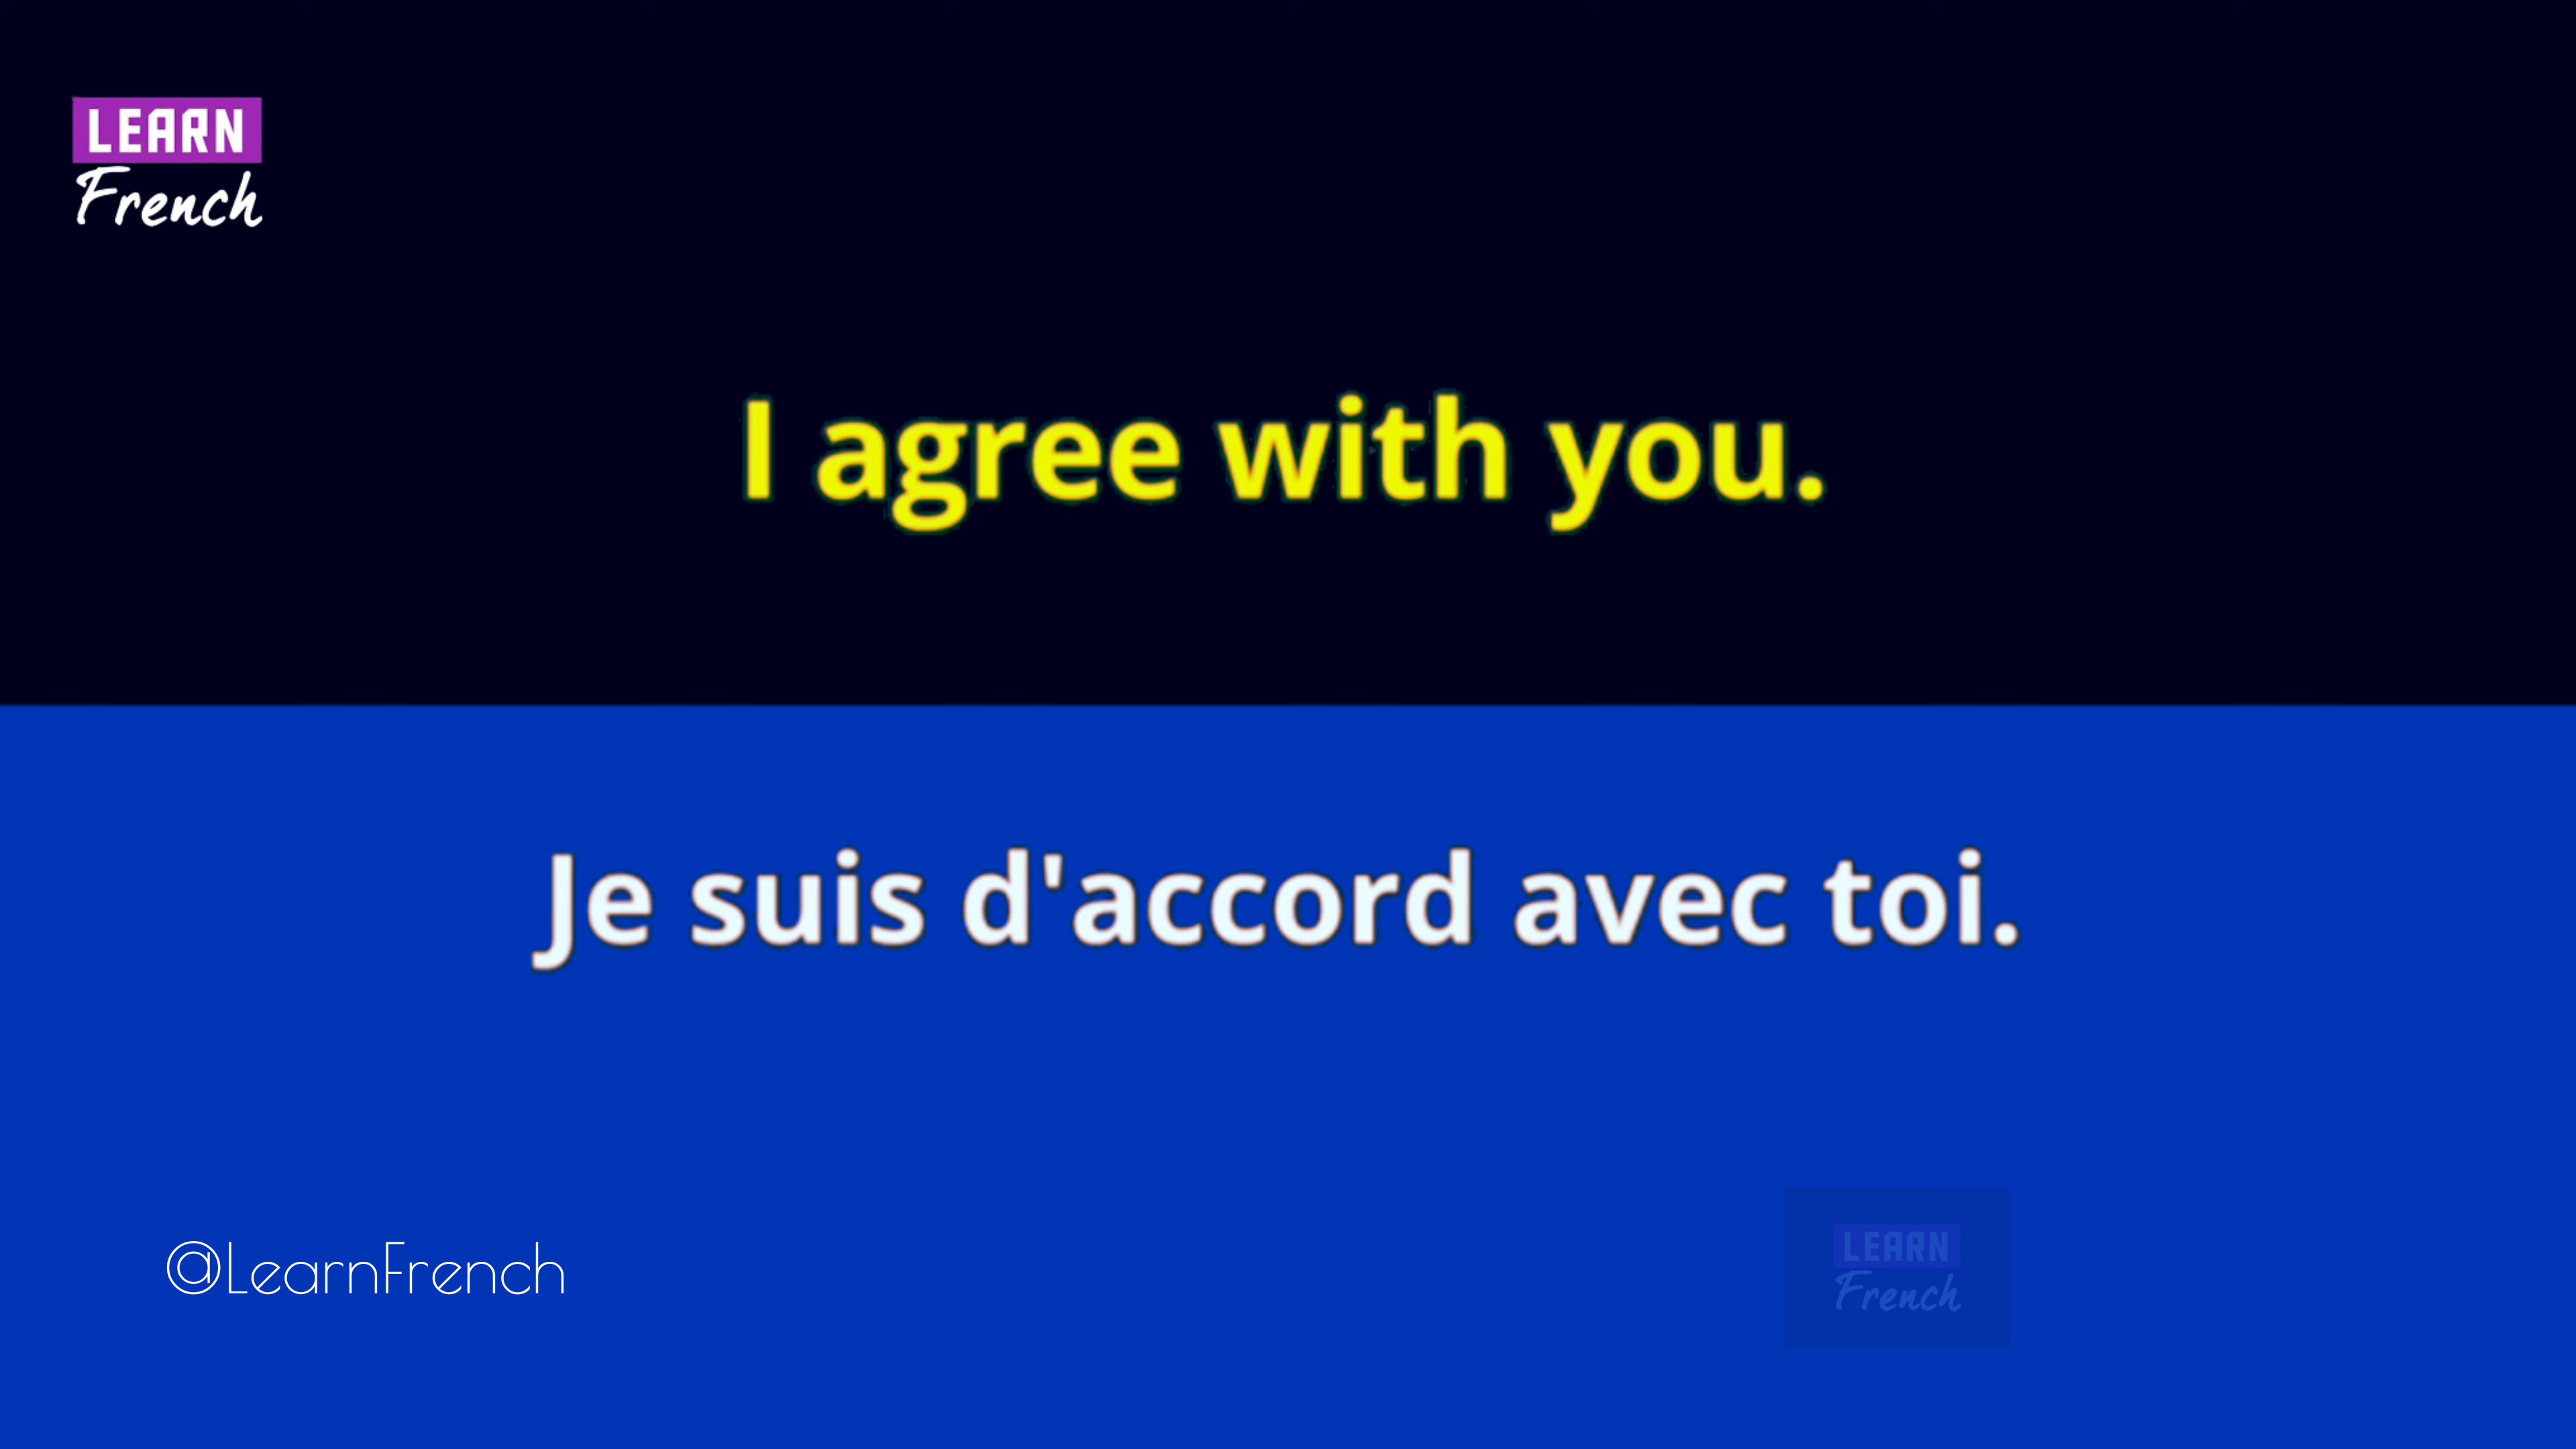 LEARN
French
I agree with you.
Je suis d'accord avec toi.
@LearnFrench
LEARN
French